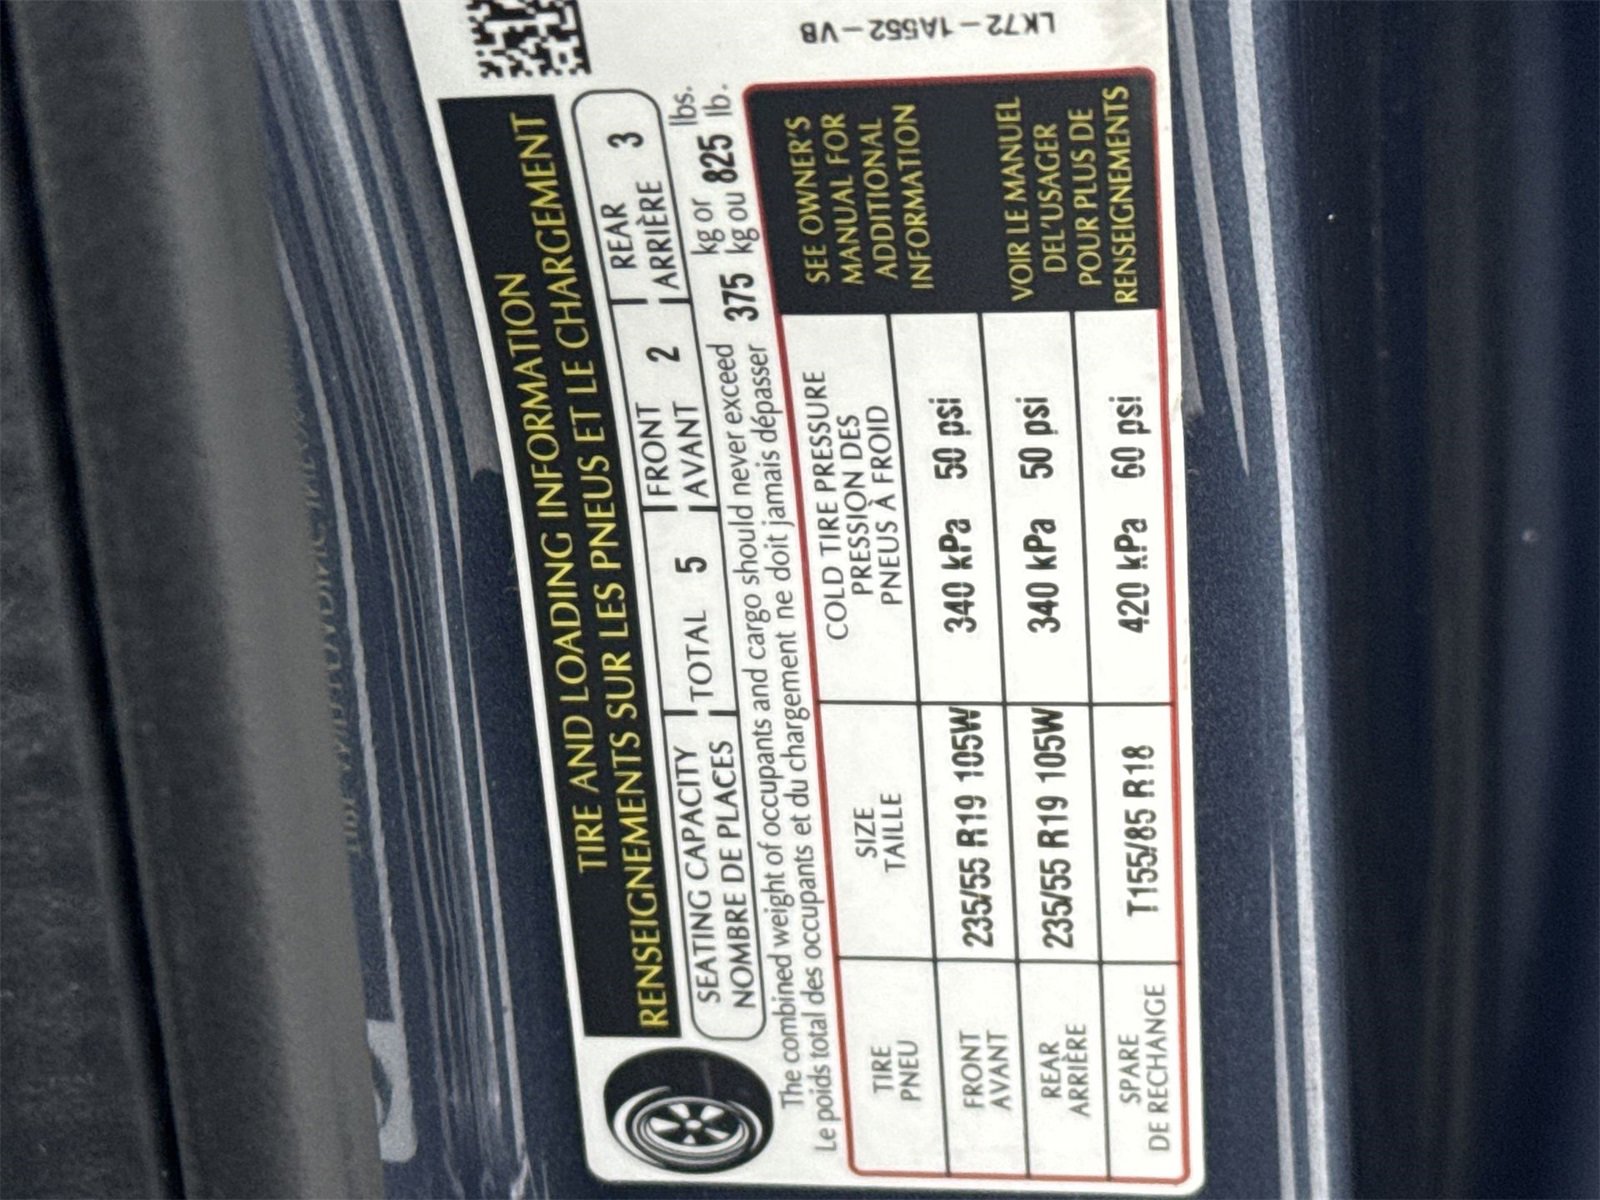 TIRE AND LOADING INFORMATION
RENSEIGNEMENTS SUR LES PNEUS ET LE CHARGEMENT
SEATING CAPACITY
NOMBRE DE PLACES
TOTAL 5
FRONT
AVANT
2
REAR
ARRIÈRE
3
The combined weight of occupants and cargo should never exceed 375 kg or 825 lbs.
Le poids total des occupants et du chargement ne doit jamais dépasser kg ou lb.
TIRE
PNEU
SIZE
TAILLE
COLD TIRE PRESSURE
PRESSION DES
PNEUS À FROID
FRONT
AVANT
235/55 R19 105W
340 kPa 50 psi
REAR
ARRIÈRE
235/55 R19 105W
340 kPa 50 psi
SPARE
DE RECHANGE
T155/85 R18
420 kPa 60 psi
SEE OWNER'S
MANUAL FOR
ADDITIONAL
INFORMATION
VOIR LE MANUEL
DEL'USAGER
POUR PLUS DE
RENSEIGNEMENTS
LK72-1A552-VB